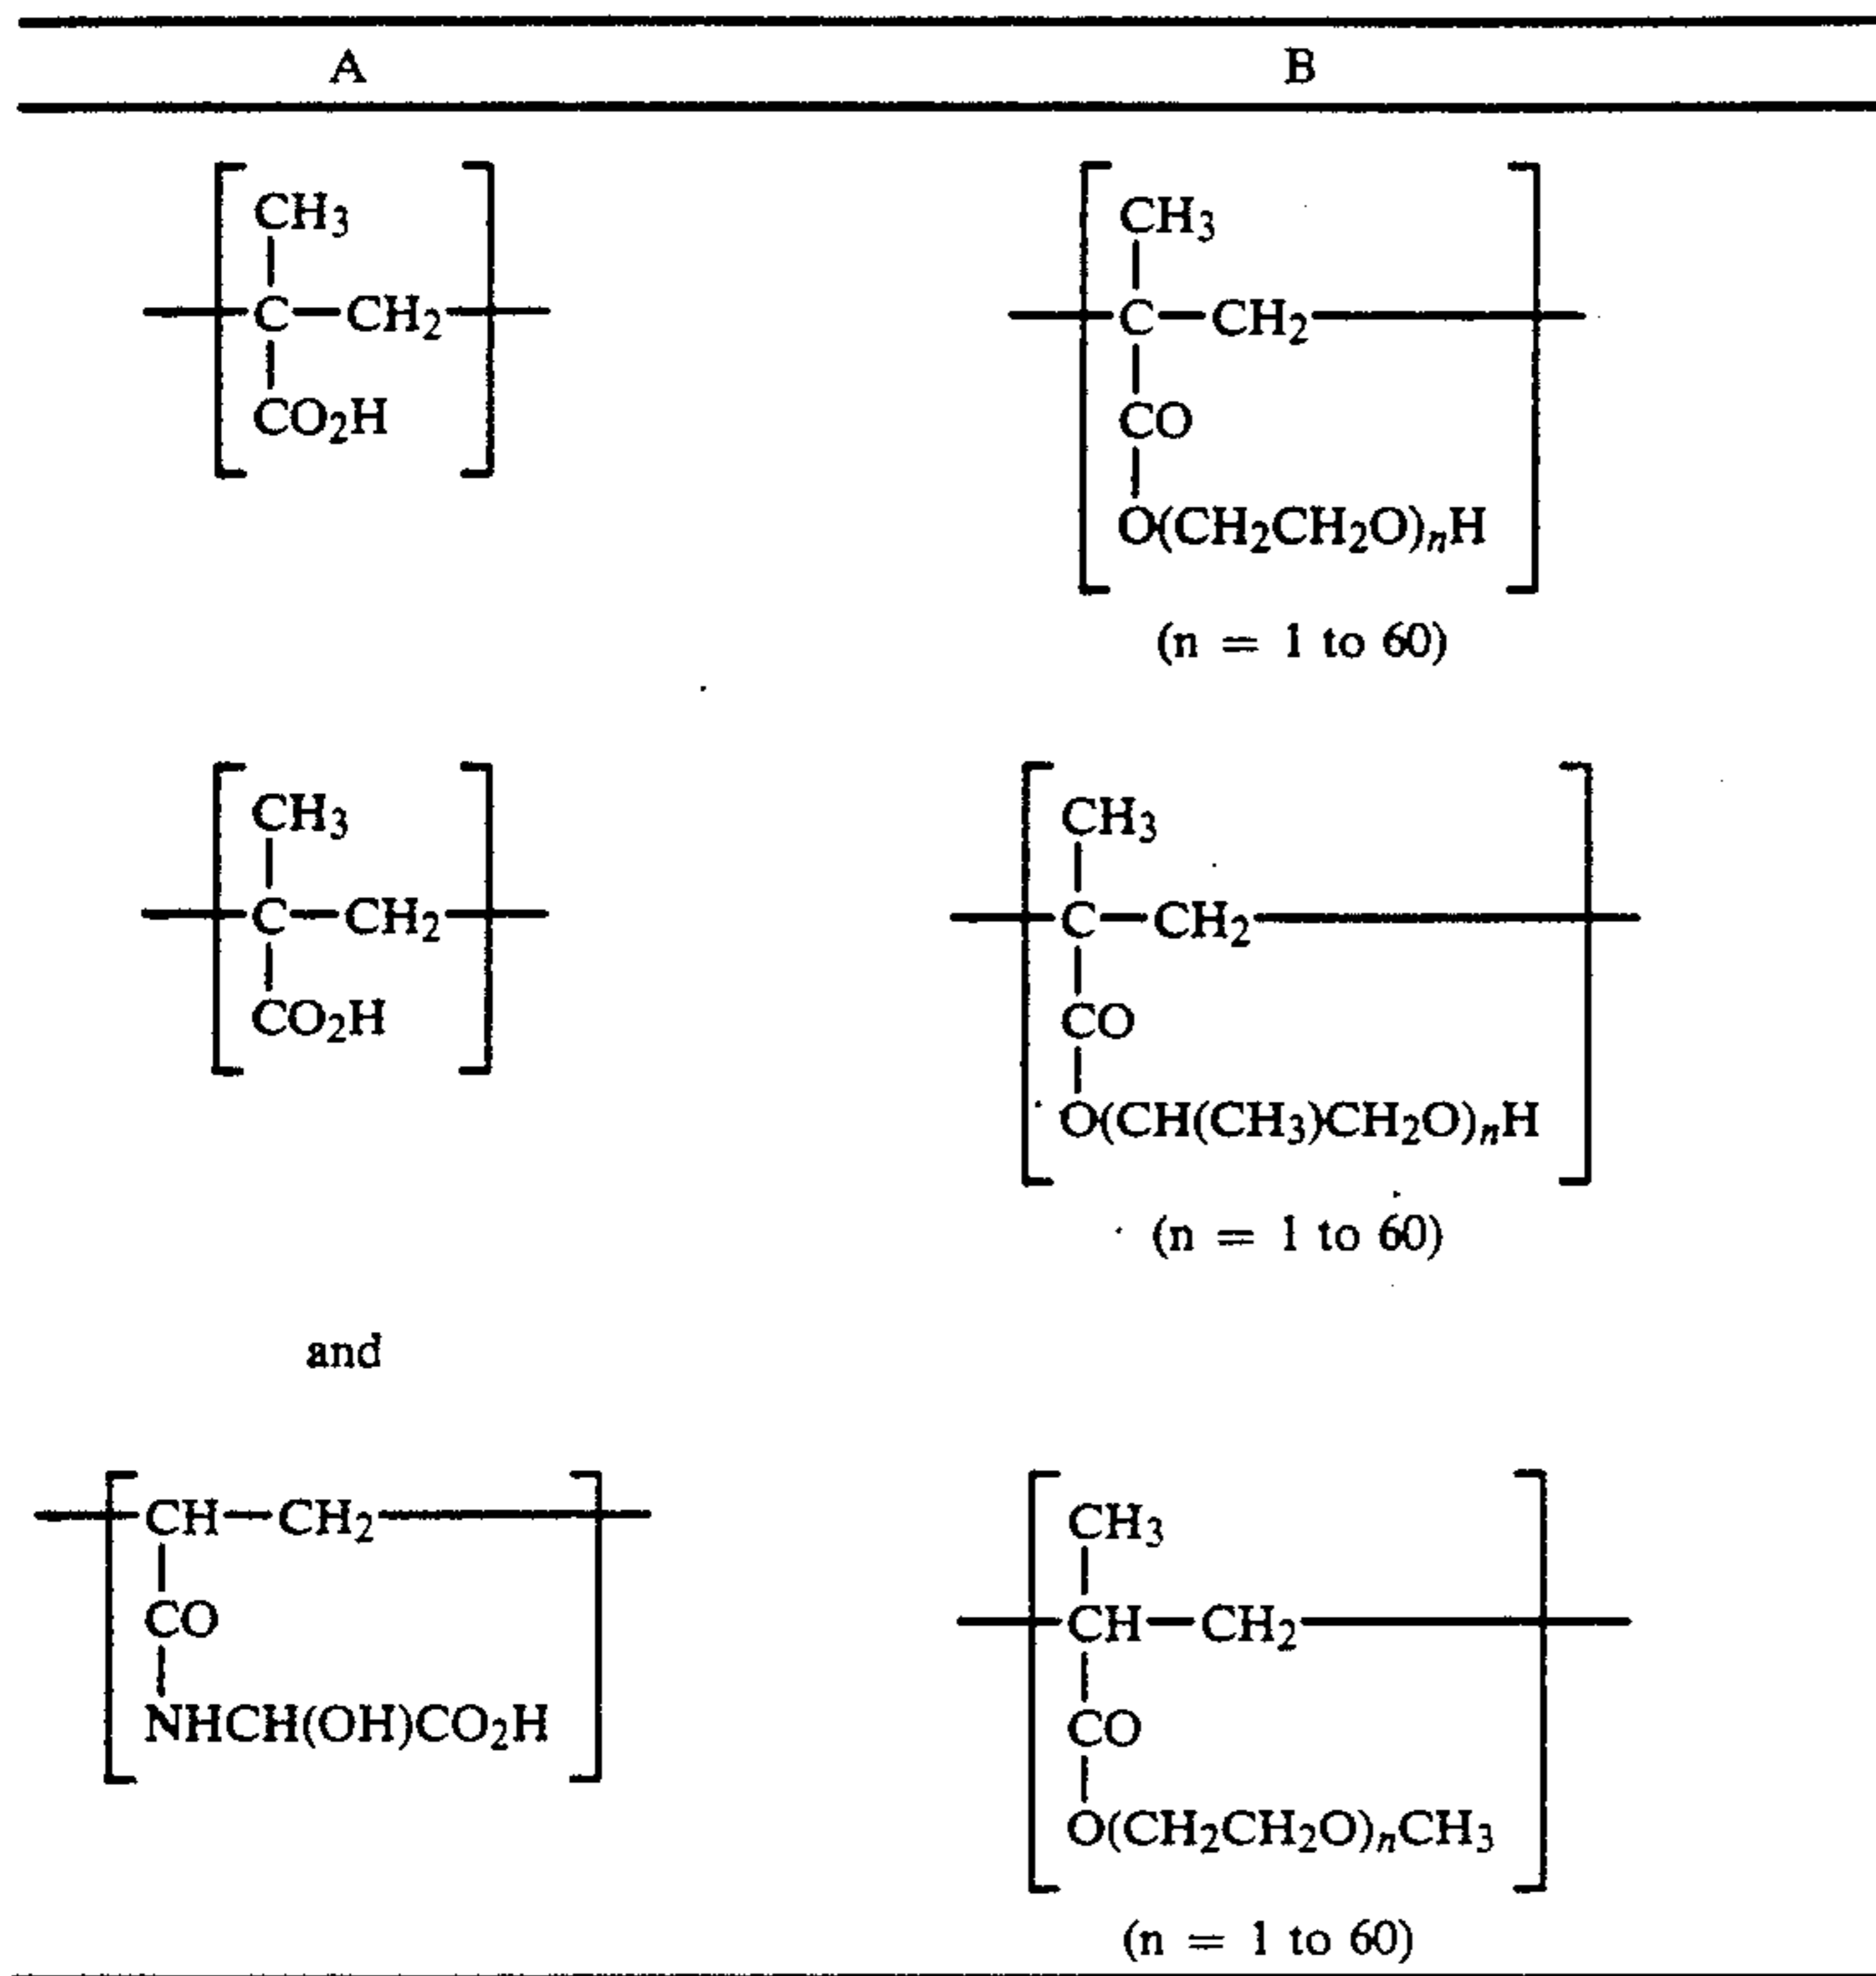 A B
CH3 CH3
C—CH2 C—CH2
CO2H CO
O(CH2CH2O)nH
(n = 1 to 60)
CH3 CH3
C—CH2 C—CH2
CO2H CO
O(CH(CH3)CH2O)nH
(n = 1 to 60)
and
CH—CH2 CH3
CO CH—CH2
NHCH(OH)CO2H CO
O(CH2CH2O)nCH3
(n = 1 to 60)